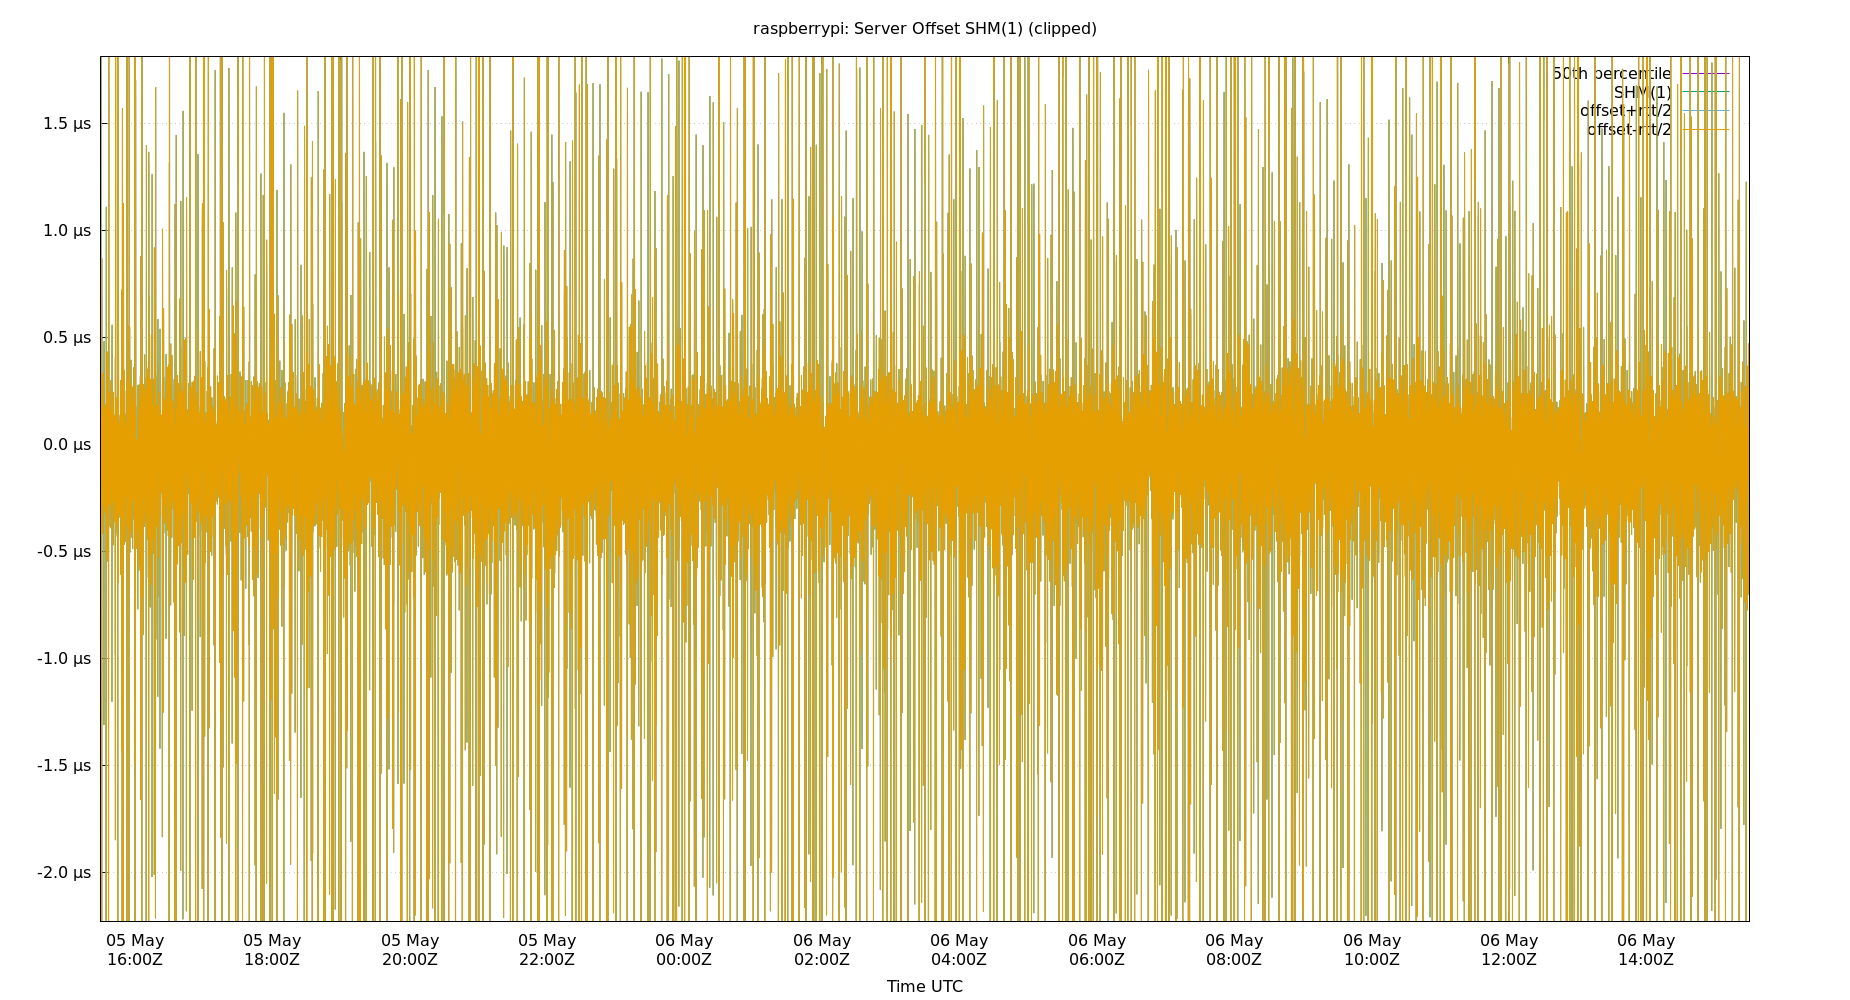 raspberrypi: Server Offset SHM(1) (clipped)
50th percentile
SHM(1)
offset+rtt/2
offset-rtt/2
1.5 µs
1.0 µs
0.5 µs
0.0 µs
-0.5 µs
-1.0 µs
-1.5 µs
-2.0 µs
05 May 05 May 05 May 05 May 06 May 06 May 06 May 06 May 06 May 06 May 06 May 06 May
16:00Z 18:00Z 20:00Z 22:00Z 00:00Z 02:00Z 04:00Z 06:00Z 08:00Z 10:00Z 12:00Z 14:00Z
Time UTC